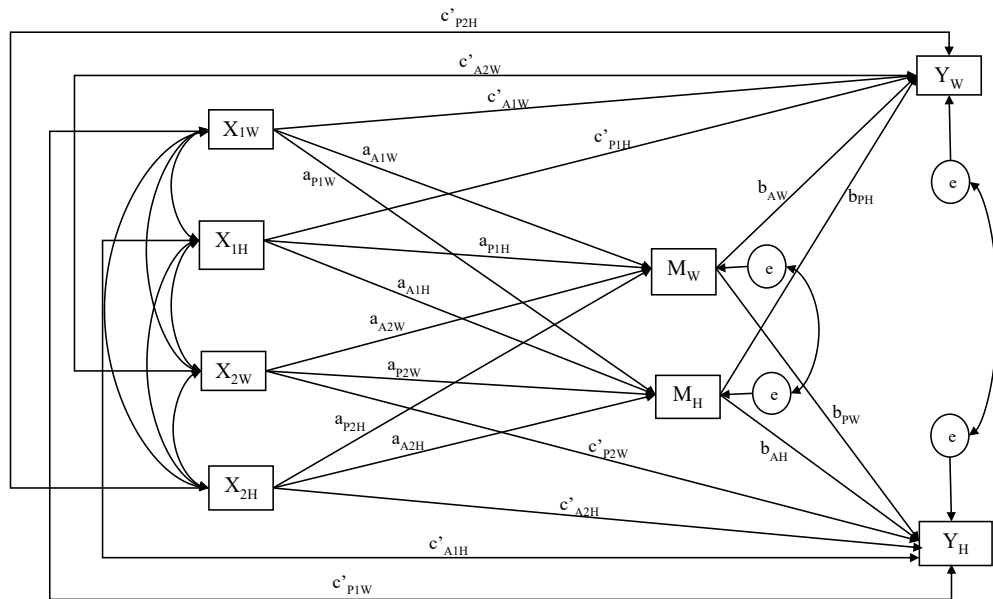 c’P2H
c’A2W
YW
c’A1W
X1W
c’P1H
aA1W
aP1W
e
bAW
bPH
X1H
aP1H
MW
e
aA1H
aA2W
X2W
aP2W
MH
e
aP2H
bPW
aA2H
c’P2W
bAH
e
X2H
c’A2H
YH
c’A1H
c’P1W